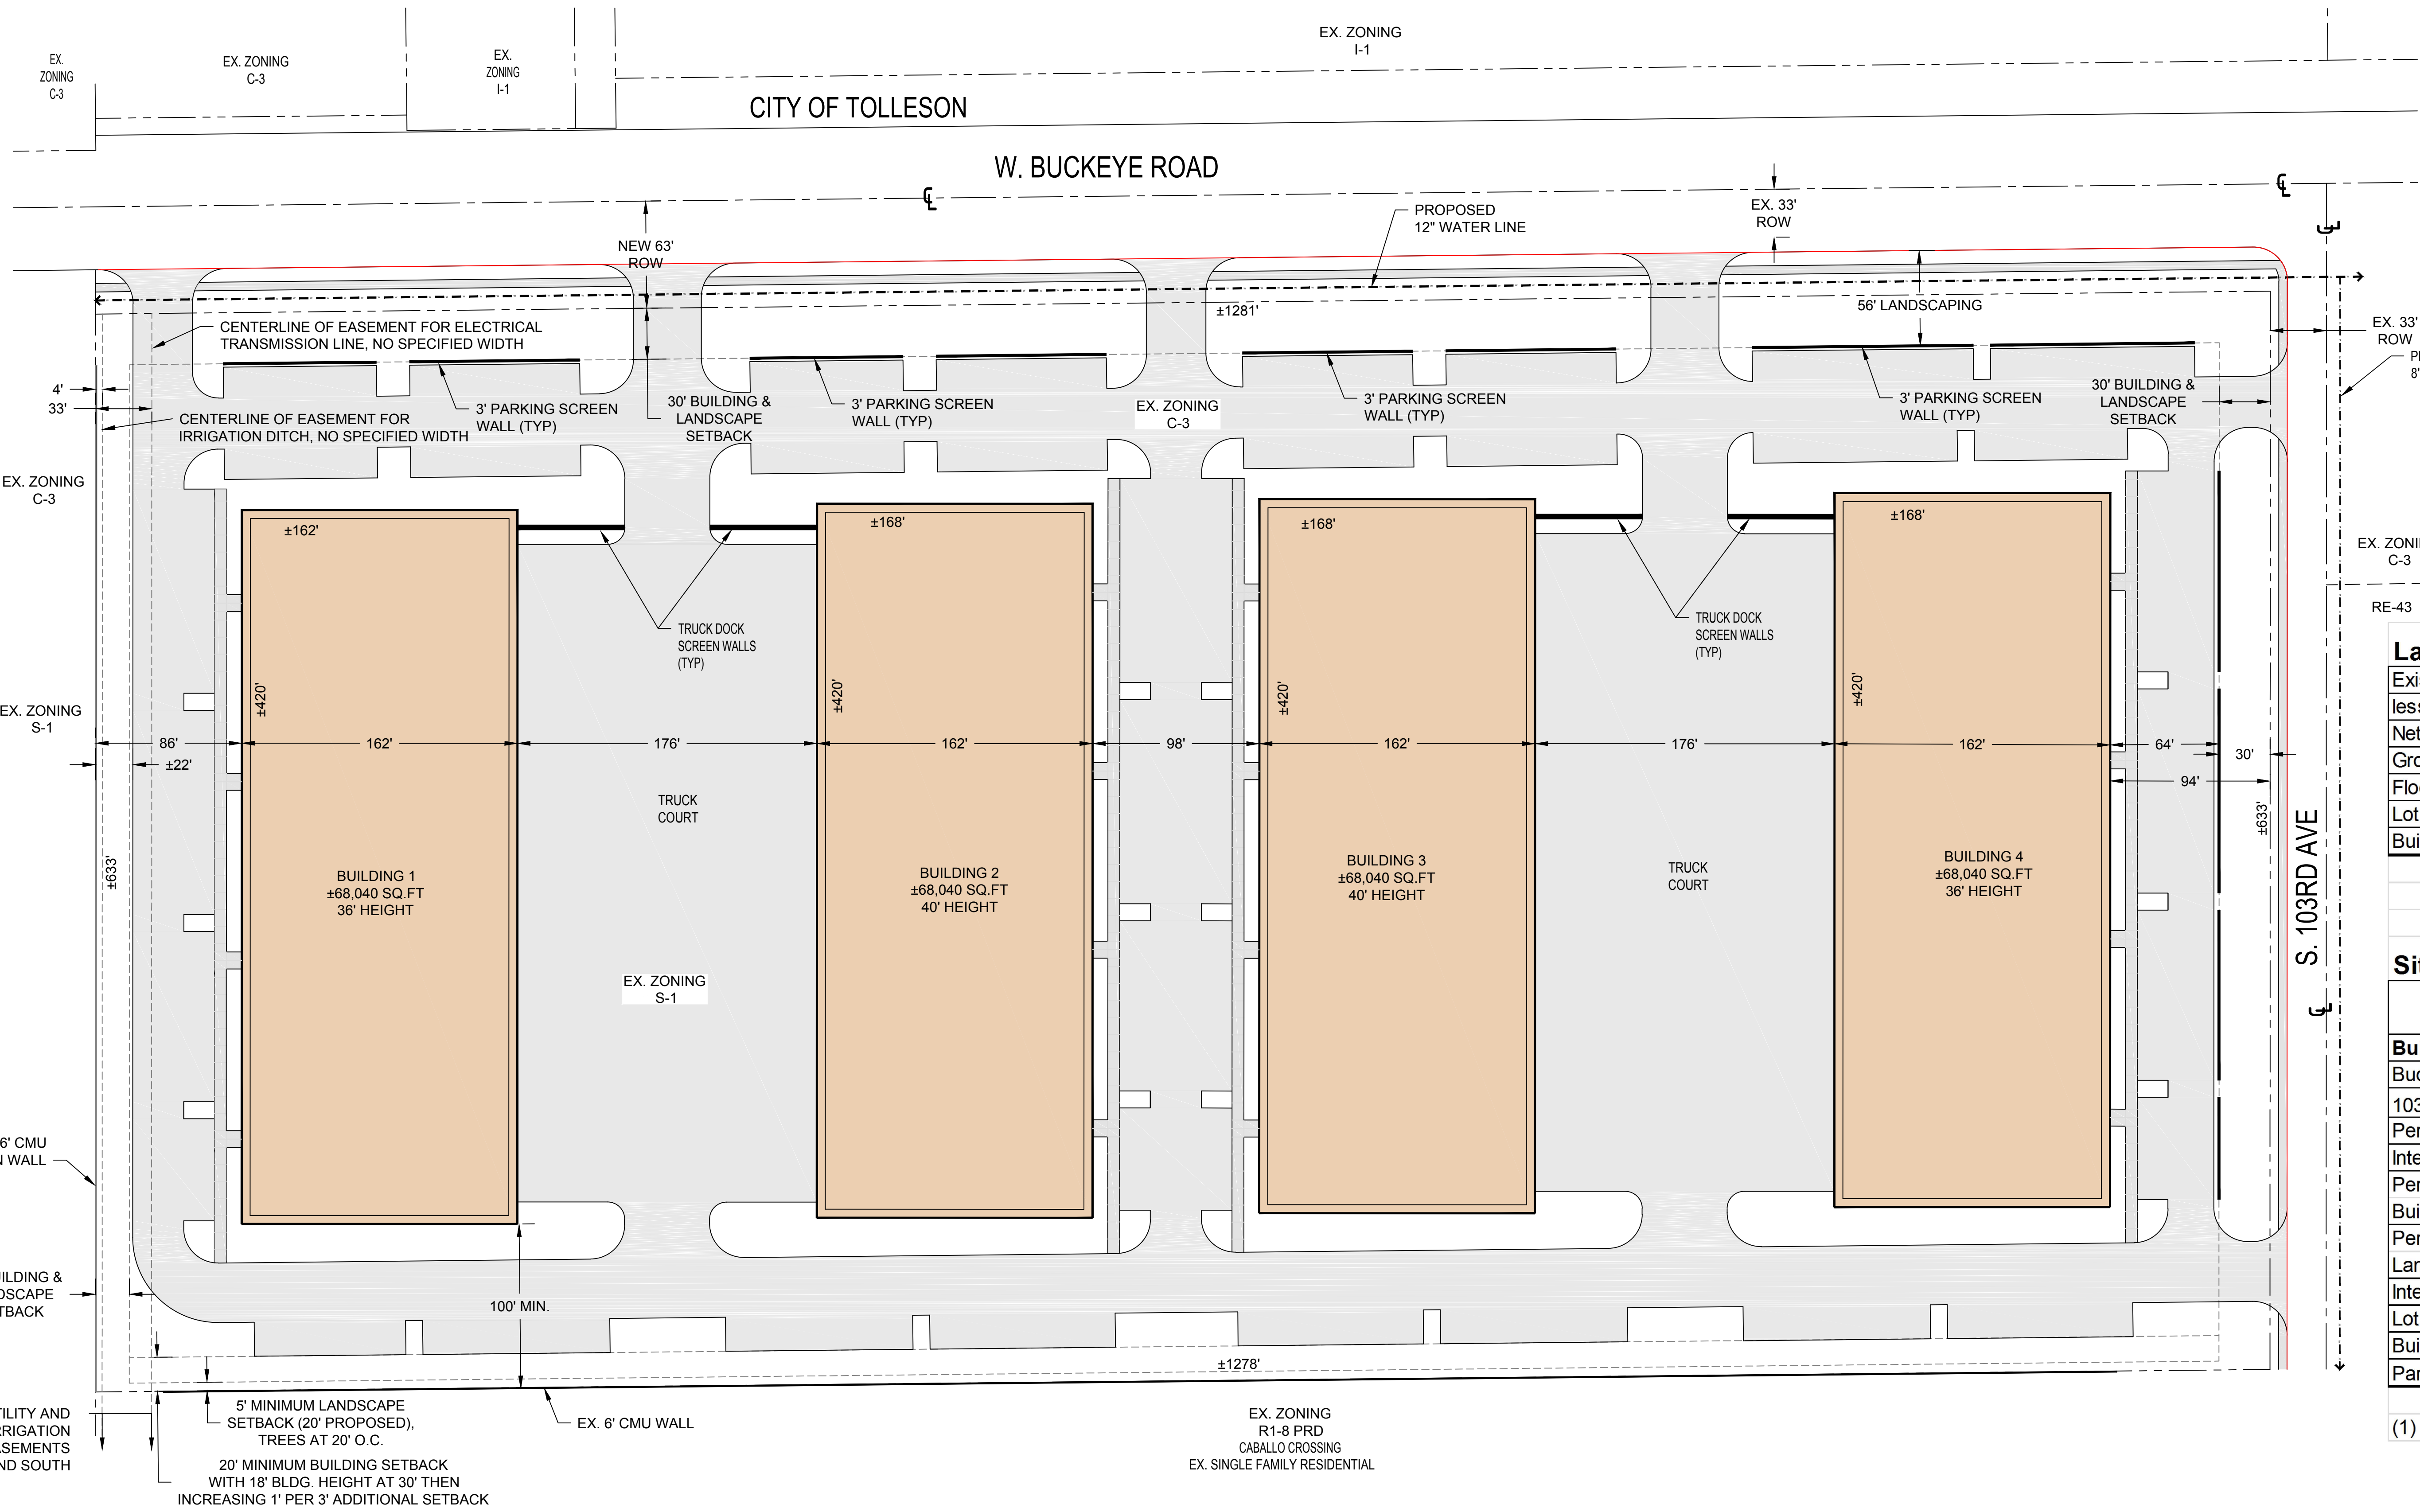 EX.
ZONING
C-3
EX. ZONING
C-3
EX.
ZONING
I-1
EX. ZONING
I-1
CITY OF TOLLESON
W. BUCKEYE ROAD
NEW 63'
ROW
PROPOSED
12" WATER LINE
EX. 33'
ROW
±1281'
56' LANDSCAPING
CENTERLINE OF EASEMENT FOR ELECTRICAL
TRANSMISSION LINE, NO SPECIFIED WIDTH
EX. 33'
ROW
8'
4'
33'
CENTERLINE OF EASEMENT FOR
IRRIGATION DITCH, NO SPECIFIED WIDTH
3' PARKING SCREEN
WALL (TYP)
30' BUILDING &
LANDSCAPE
SETBACK
3' PARKING SCREEN
WALL (TYP)
EX. ZONING
C-3
3' PARKING SCREEN
WALL (TYP)
3' PARKING SCREEN
WALL (TYP)
30' BUILDING &
LANDSCAPE
SETBACK
EX. ZONING
C-3
±162'
±168'
±168'
±168'
C-3
RE-43
TRUCK DOCK
SCREEN WALLS
(TYP)
TRUCK DOCK
SCREEN WALLS
(TYP)
±420'
±420'
±420'
±420'
EX. ZONING
S-1
86'
162'
176'
162'
98'
162'
176'
162'
64'
30'
±22'
94'
TRUCK
COURT
±633'
±633'
S. 103RD AVE
BUILDING 1
±68,040 SQ.FT
36' HEIGHT
BUILDING 2
±68,040 SQ.FT
40' HEIGHT
BUILDING 3
±68,040 SQ.FT
40' HEIGHT
TRUCK
COURT
BUILDING 4
±68,040 SQ.FT
36' HEIGHT
EX. ZONING
S-1
6' CMU
WALL
100' MIN.
±1278'
5' MINIMUM LANDSCAPE
SETBACK (20' PROPOSED),
TREES AT 20' O.C.
EX. 6' CMU WALL
20' MINIMUM BUILDING SETBACK
WITH 18' BLDG. HEIGHT AT 30' THEN
INCREASING 1' PER 3' ADDITIONAL SETBACK
AND
SOUTH
EX. ZONING
R1-8 PRD
CABALLO CROSSING
EX. SINGLE FAMILY RESIDENTIAL
Net
Lot
Lot
(1)